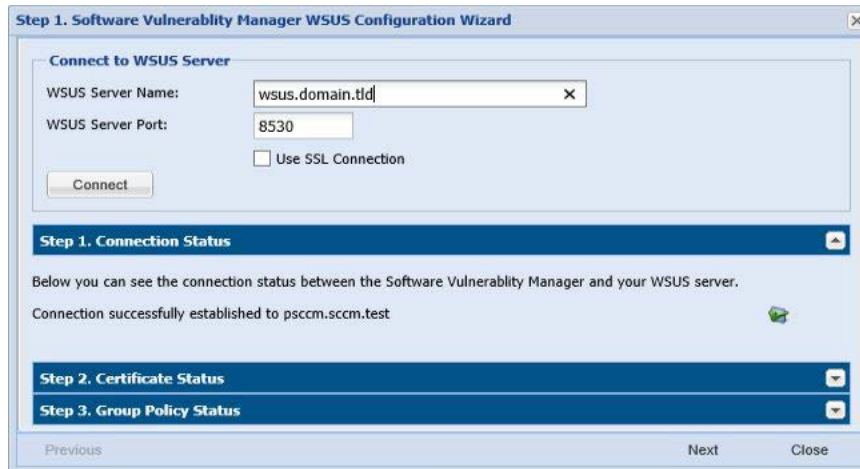 Step 1. Software Vulnerablity Manager WSUS Configuration Wizard
Connect to WSUS Server
WSUS Server Name:
wsus.domain.tld
WSUS Server Port:
8530
Use SSL Connection
Connect
Step 1. Connection Status
Below you can see the connection status between the Software Vulnerablity Manager and your WSUS server.
Connection successfully established to psccm.sccm.test
Step 2. Certificate Status
Step 3. Group Policy Status
Previous
Next
Close